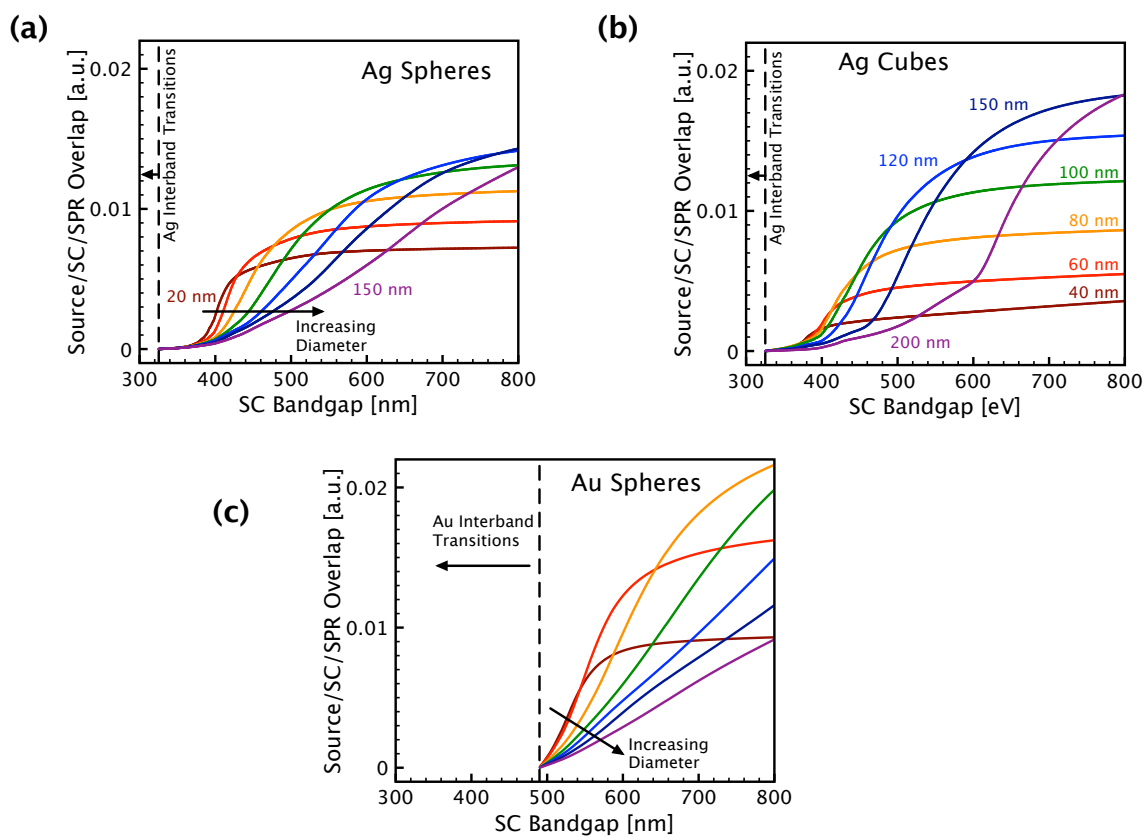 (a)
Source/SC/SPR Overlap [a.u.]
0.02
0.01
0
Ag Interband Transitions
Ag Spheres
20 nm
150 nm
Increasing
Diameter
300 400 500 600 700 800
SC Bandgap [nm]
(b)
Source/SC/SPR Overlap [a.u.]
0.02
0.01
0
Ag Interband Transitions
Ag Cubes
150 nm
120 nm
100 nm
80 nm
60 nm
40 nm
200 nm
300 400 500 600 700 800
SC Bandgap [eV]
(c)
Source/SC/SPR Overlap [a.u.]
0.02
0.01
0
Au Spheres
Au Interband
Transitions
Increasing
Diameter
300 400 500 600 700 800
SC Bandgap [nm]